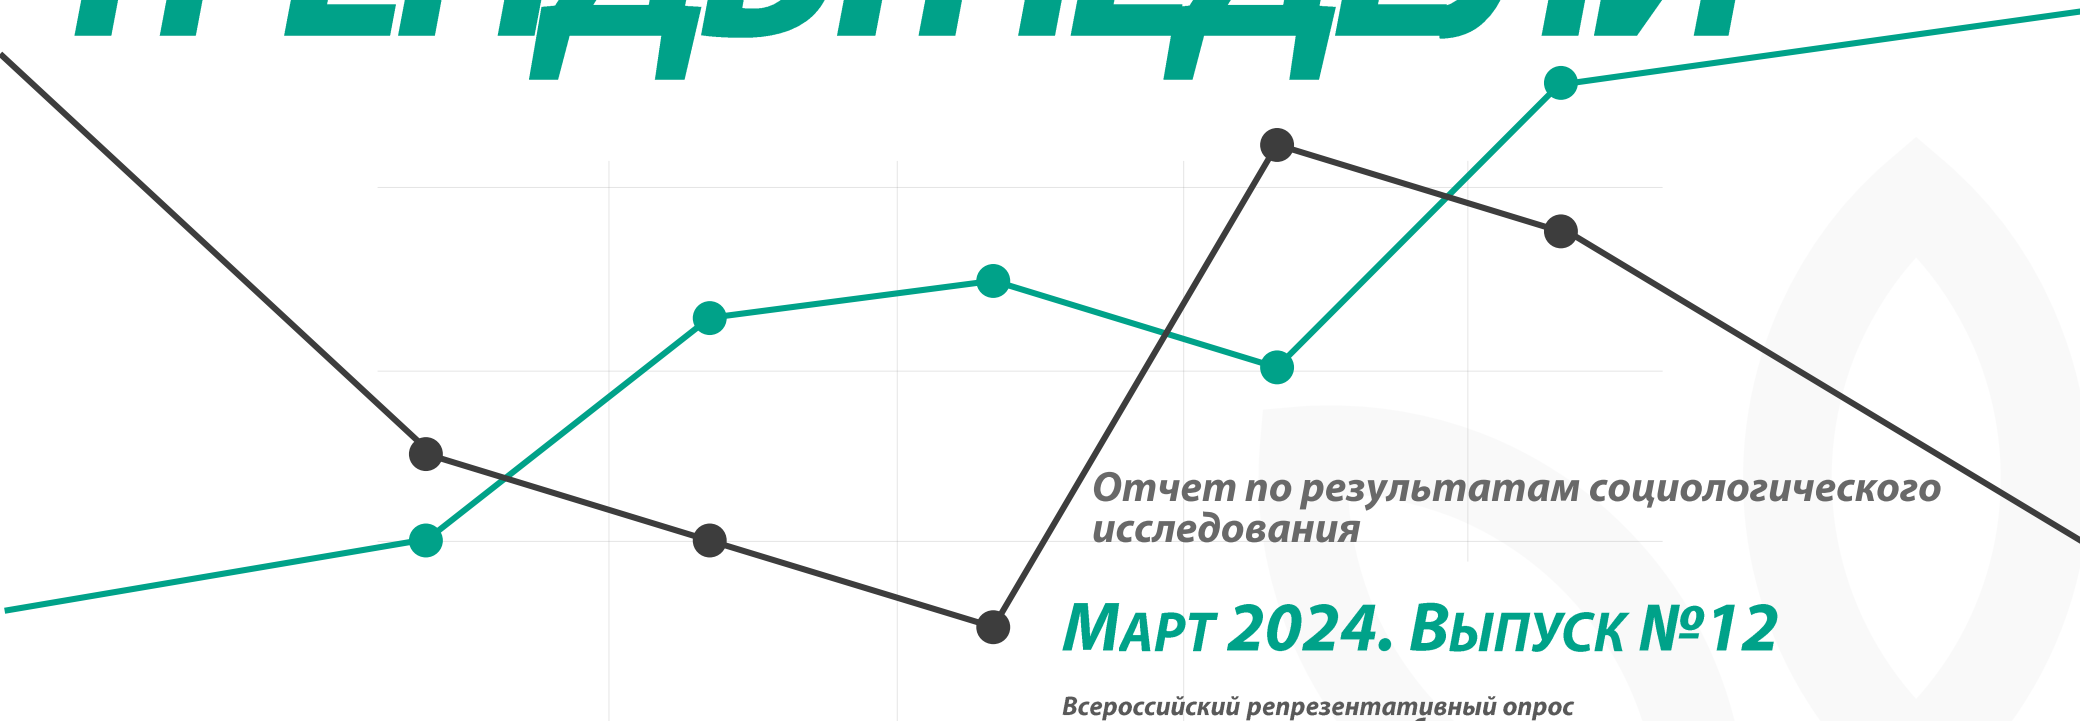 Отчет по результатам социологического
исследования
Март 2024. Выпуск №12
Всероссийский репрезентативный опрос